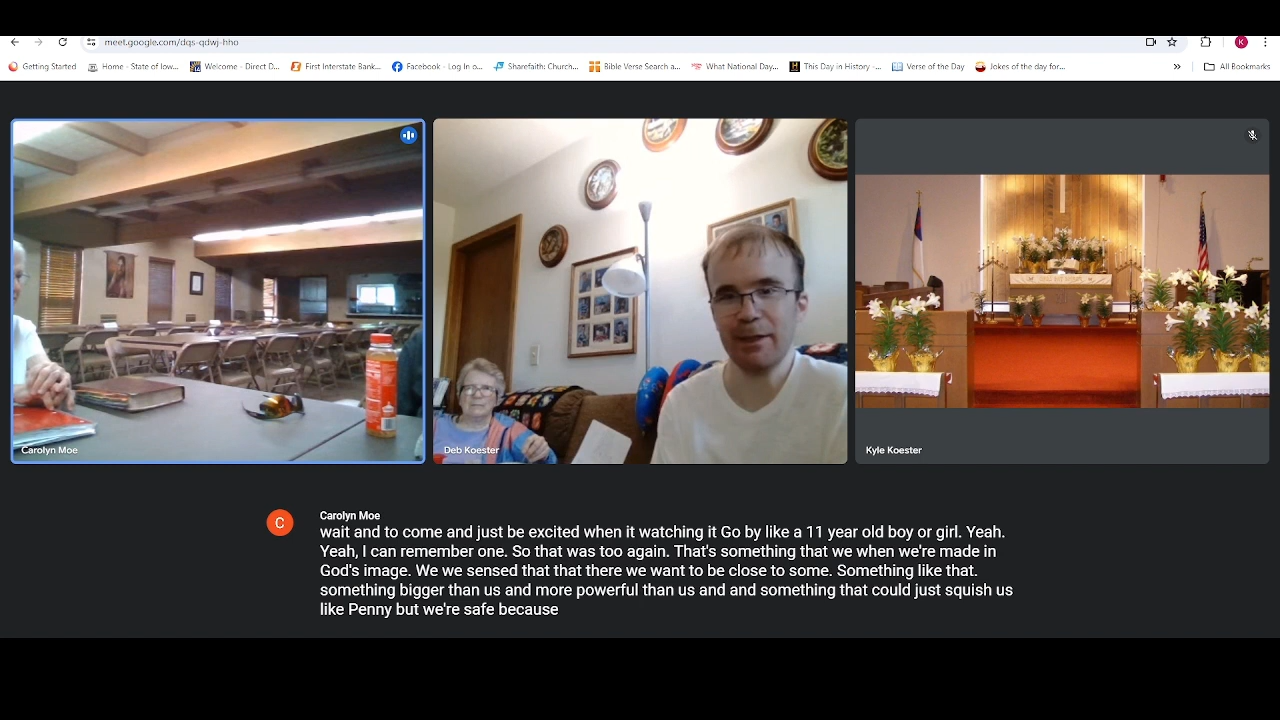 meet.google.com/dqs-qdwj-hho
Getting Started Home - State of Iow... Welcome - Direct D... First Interstate Bank... Facebook - Log In o... Sharefaith: Church... Bible Verse Search a... What National Day... This Day in History -... Verse of the Day Jokes of the day for... » All Bookmarks
K
Carolyn Moe
Deb Koester
Kyle Koester
C
Carolyn Moe
wait and to come and just be excited when it watching it Go by like a 11 year old boy or girl. Yeah.
Yeah, I can remember one. So that was too again. That's something that we when we're made in
God's image. We we sensed that that there we want to be close to some. Something like that.
something bigger than us and more powerful than us and and something that could just squish us
like Penny but we're safe because